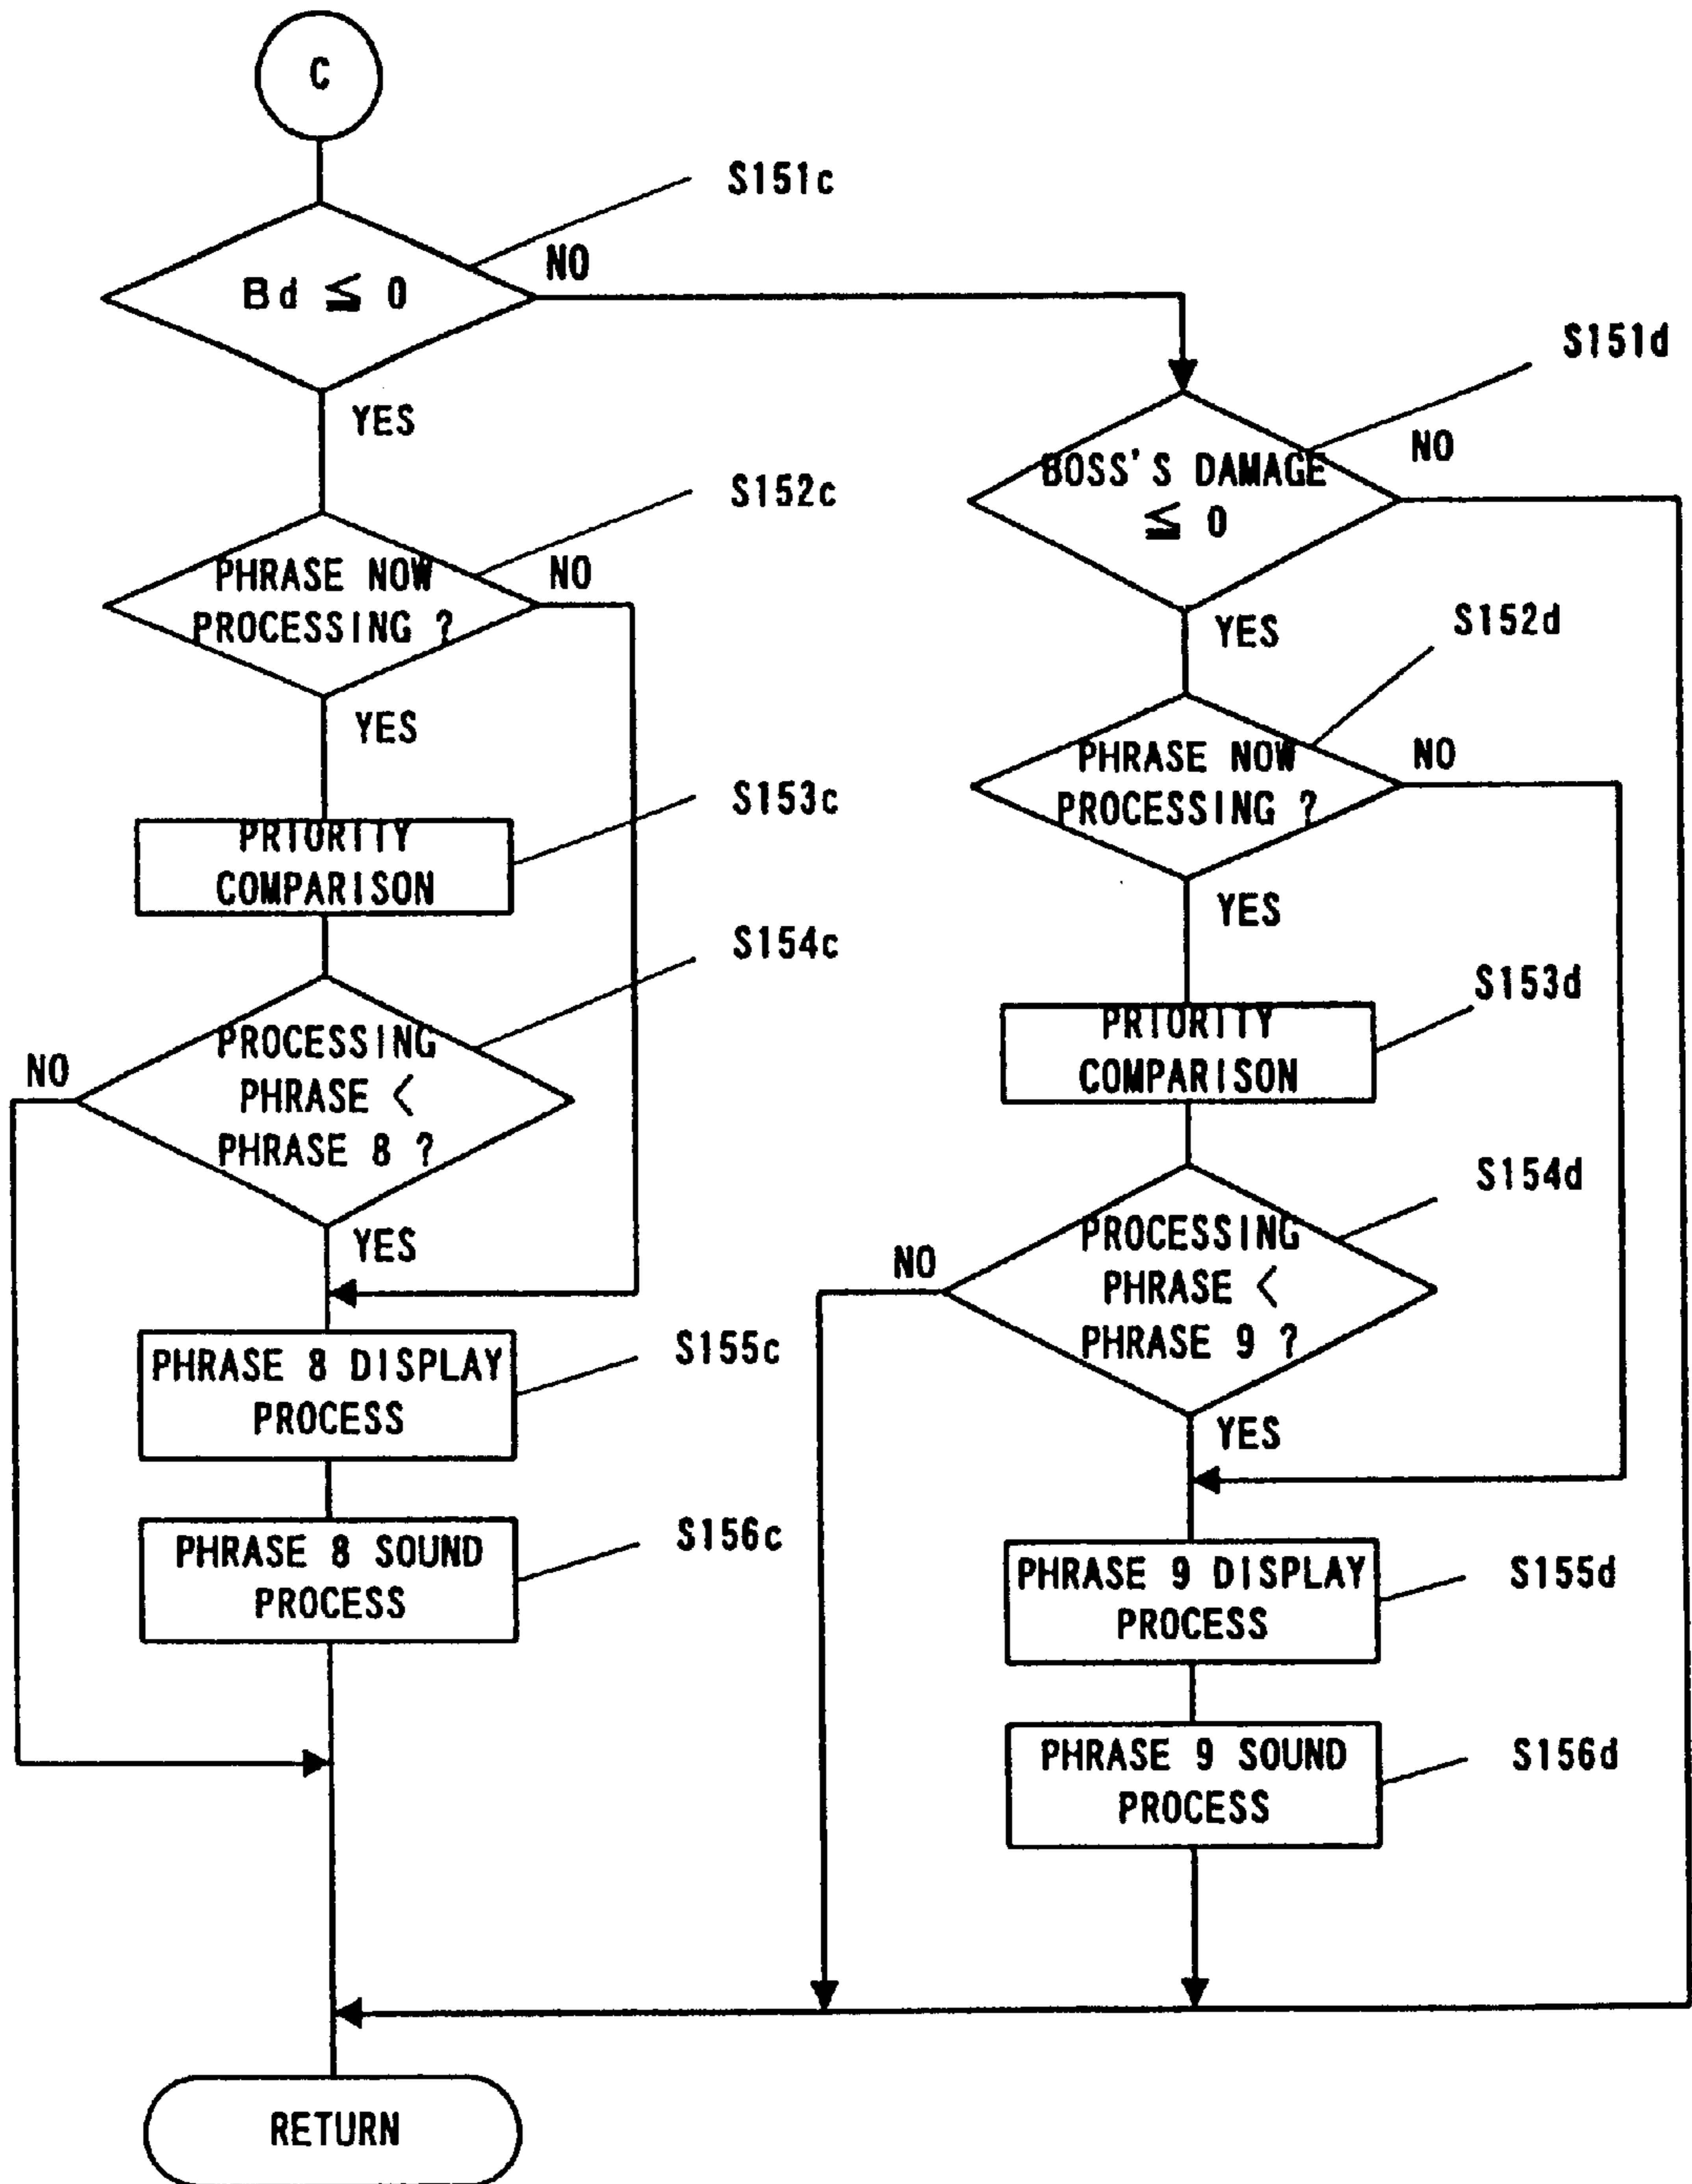 C
S151c
NO
Bd ≦ 0
YES
S152c
PHRASE NOW
PROCESSING ?
NO
YES
S153c
PRIORITY
COMPARISON
S154c
PROCESSING
PHRASE <
PHRASE 8 ?
NO
YES
PHRASE 8 DISPLAY
PROCESS
S155c
PHRASE 8 SOUND
PROCESS
S156c
S151d
BOSS'S DAMAGE
≦ 0
NO
YES
S152d
PHRASE NOW
PROCESSING ?
NO
YES
S153d
PRIORITY
COMPARISON
S154d
PROCESSING
PHRASE <
PHRASE 9 ?
NO
YES
PHRASE 9 DISPLAY
PROCESS
S155d
PHRASE 9 SOUND
PROCESS
S156d
RETURN